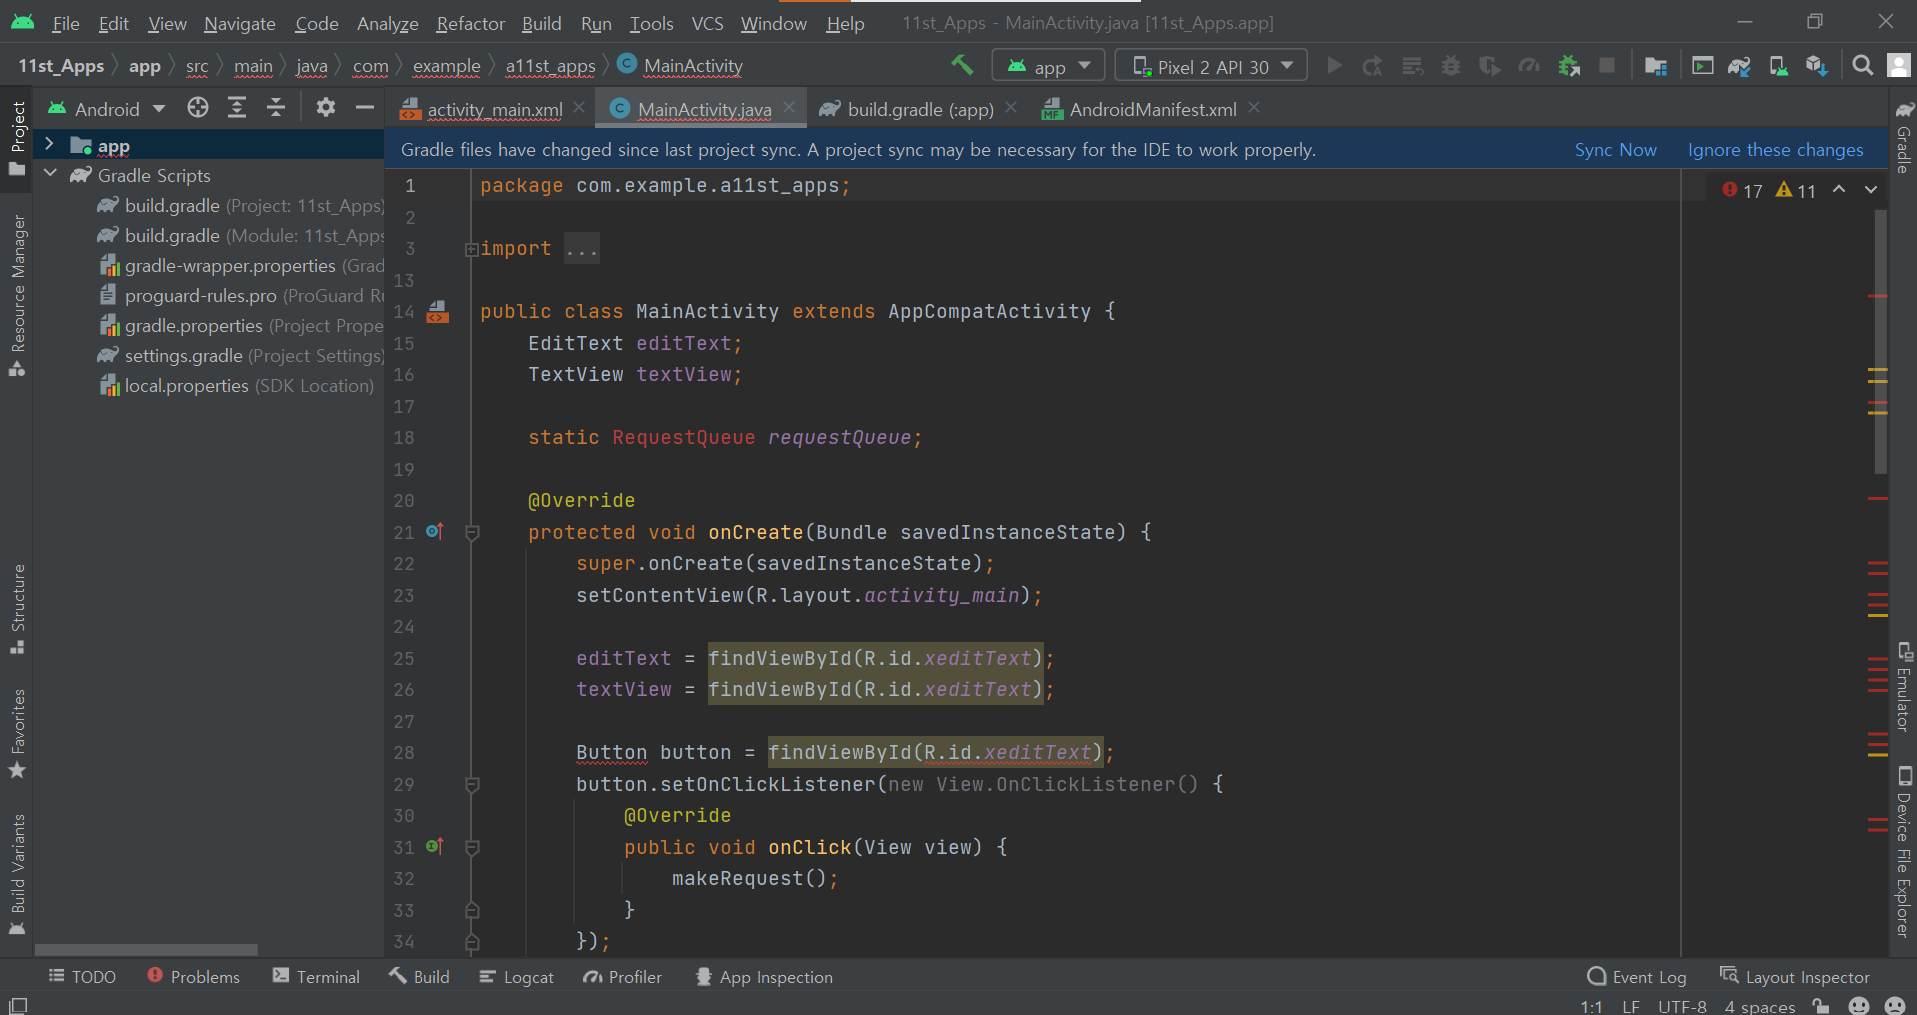 File Edit View Navigate Code Analyze Refactor Build Run Tools VCS Window Help 11st_Apps - MainActivity.java [11st_Apps.app]
11st_Apps app src main java com example a11st_apps C MainActivity app Pixel 2 API 30
Project
Resource Manager
Structure
Favorites
Build Variants
Android
app
Gradle Scripts
build.gradle (Project: 11st_Apps)
build.gradle (Module: 11st_Apps
gradle-wrapper.properties (Grad
proguard-rules.pro (ProGuard Ru
gradle.properties (Project Prope
settings.gradle (Project Settings)
local.properties (SDK Location)
activity_main.xml C MainActivity.java build.gradle (:app) MF AndroidManifest.xml
Gradle files have changed since last project sync. A project sync may be necessary for the IDE to work properly. Sync Now Ignore these changes
17 11
1 package com.example.a11st_apps;
2
3 import ...
13
14 public class MainActivity extends AppCompatActivity {
15 EditText editText;
16 TextView textView;
17
18 static RequestQueue requestQueue;
19
20 @Override
21 protected void onCreate(Bundle savedInstanceState) {
22 super.onCreate(savedInstanceState);
23 setContentView(R.layout.activity_main);
24
25 editText = findViewById(R.id.xeditText);
26 textView = findViewById(R.id.xeditText);
27
28 Button button = findViewById(R.id.xeditText);
29 button.setOnClickListener(new View.OnClickListener() {
30 @Override
31 public void onClick(View view) {
32 makeRequest();
33 }
34 });
Gradle
Emulator
Device File Explorer
TODO Problems Terminal Build Logcat Profiler App Inspection Event Log Layout Inspector
1:1 LF UTF-8 4 spaces